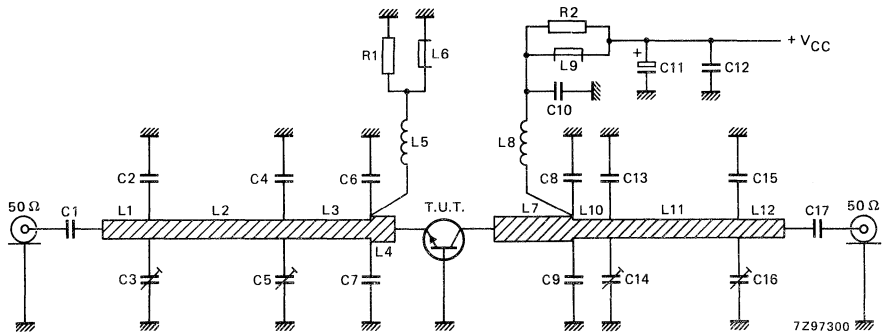 R2
R1
L6
L9
+
C11
C12
+ VCC
C10
L5
L8
C2
C4
C6
C8
C13
C15
50 Ω
C1
L1
L2
L3
L4
T.U.T.
L7
L10
L11
L12
C17
50 Ω
C3
C5
C7
C9
C14
C16
7Z97300